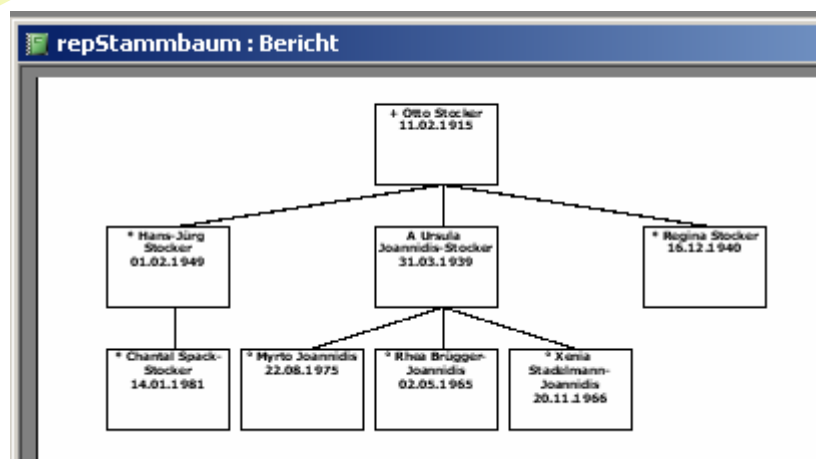 repStammbaum : Bericht
+ Otto Stocker
11.02.1915
* Hans-Jürg
Stocker
01.02.1949
A Ursula
Joannidis-Stocker
31.03.1939
* Regina Stocker
16.12.1940
* Chantal Spack-
Stocker
14.01.1981
° Myrto Joannidis
22.08.1975
° Rhea Brügger-
Joannidis
02.05.1965
° Xenia
Stadelmann-
Joannidis
20.11.1966